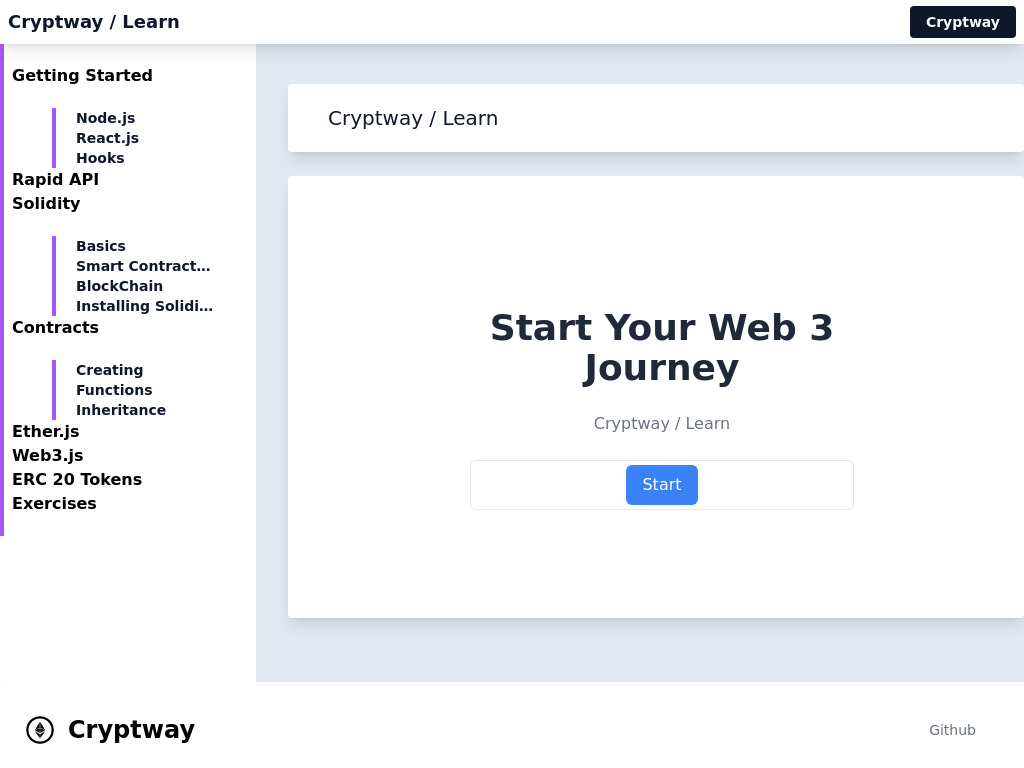 Cryptway / Learn
Cryptway
Getting Started
Node.js
React.js
Hooks
Rapid API
Solidity
Basics
Smart Contract...
BlockChain
Installing Solidi...
Contracts
Creating
Functions
Inheritance
Ether.js
Web3.js
ERC 20 Tokens
Exercises
Cryptway / Learn
Start Your Web 3
Journey
Cryptway / Learn
Start
Cryptway
Github